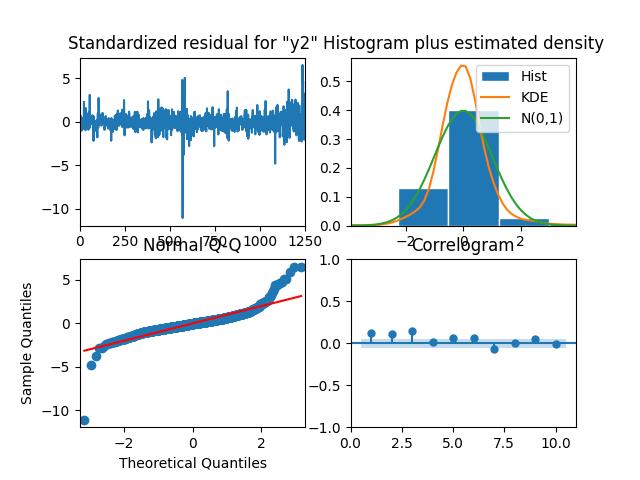 Standardized residual for "y2"
Histogram plus estimated density
5
0
−5
−10
0 250 500 750 1000 1250
0.5
0.4
0.3
0.2
0.1
0.0
−2 0 2
Hist
KDE
N(0,1)
Normal Q-Q
Correlogram
Sample Quantiles
5
0
−5
−10
−2 0 2
Theoretical Quantiles
1.0
0.5
0.0
−0.5
−1.0
0.0 2.5 5.0 7.5 10.0